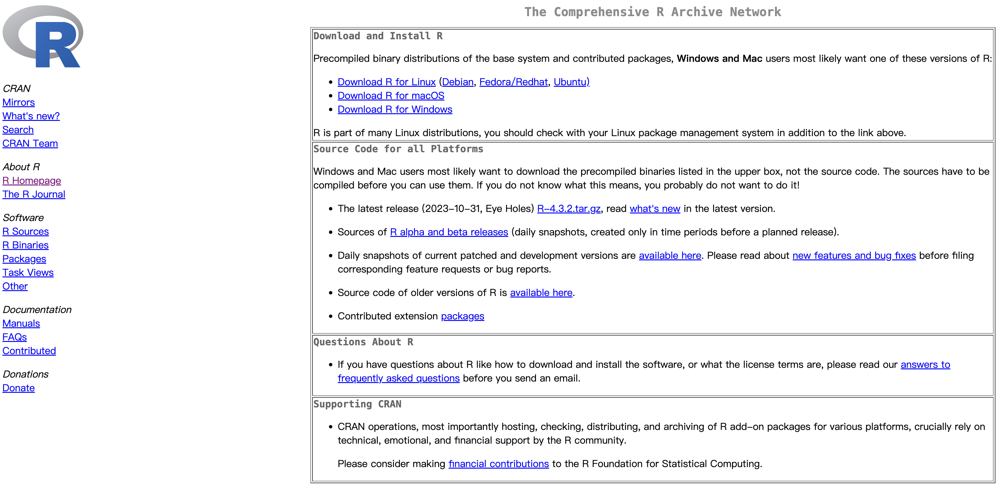 R
CRAN
Mirrors
What's new?
Search
CRAN Team
About R
R Homepage
The R Journal
Software
R Sources
R Binaries
Packages
Task Views
Other
Documentation
Manuals
FAQs
Contributed
Donations
Donate
The Comprehensive R Archive Network
Download and Install R
Precompiled binary distributions of the base system and contributed packages, Windows and Mac users most likely want one of these versions of R:
• Download R for Linux (Debian, Fedora/Redhat, Ubuntu)
• Download R for macOS
• Download R for Windows
R is part of many Linux distributions, you should check with your Linux package management system in addition to the link above.
Source Code for all Platforms
Windows and Mac users most likely want to download the precompiled binaries listed in the upper box, not the source code. The sources have to be
compiled before you can use them. If you do not know what this means, you probably do not want to do it!
• The latest release (2023-10-31, Eye Holes) R-4.3.2.tar.gz, read what's new in the latest version.
• Sources of R alpha and beta releases (daily snapshots, created only in time periods before a planned release).
• Daily snapshots of current patched and development versions are available here. Please read about new features and bug fixes before filing
corresponding feature requests or bug reports.
• Source code of older versions of R is available here.
• Contributed extension packages
Questions About R
• If you have questions about R like how to download and install the software, or what the license terms are, please read our answers to
frequently asked questions before you send an email.
Supporting CRAN
• CRAN operations, most importantly hosting, checking, distributing, and archiving of R add-on packages for various platforms, crucially rely on
technical, emotional, and financial support by the R community.
Please consider making financial contributions to the R Foundation for Statistical Computing.